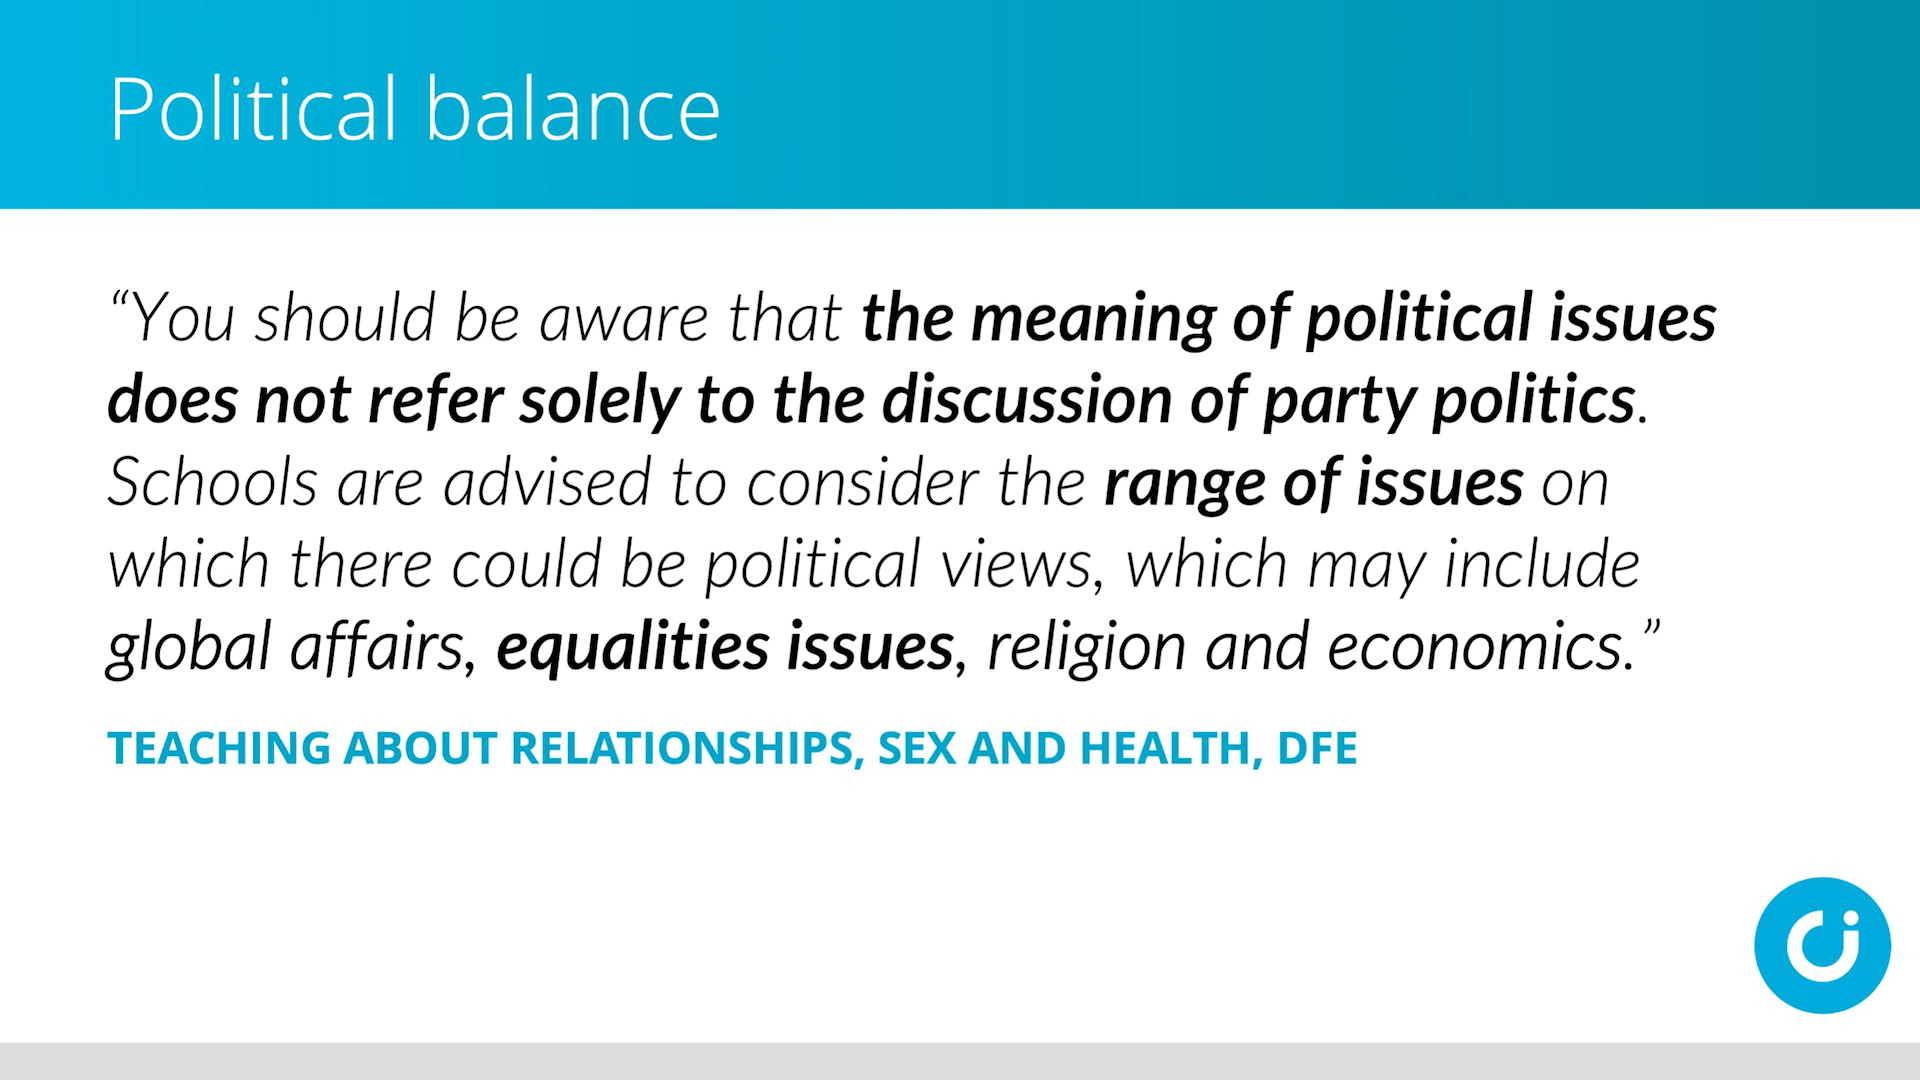 Political balance
“You should be aware that the meaning of political issues
does not refer solely to the discussion of party politics.
Schools are advised to consider the range of issues on
which there could be political views, which may include
global affairs, equalities issues, religion and economics.”
TEACHING ABOUT RELATIONSHIPS, SEX AND HEALTH, DFE